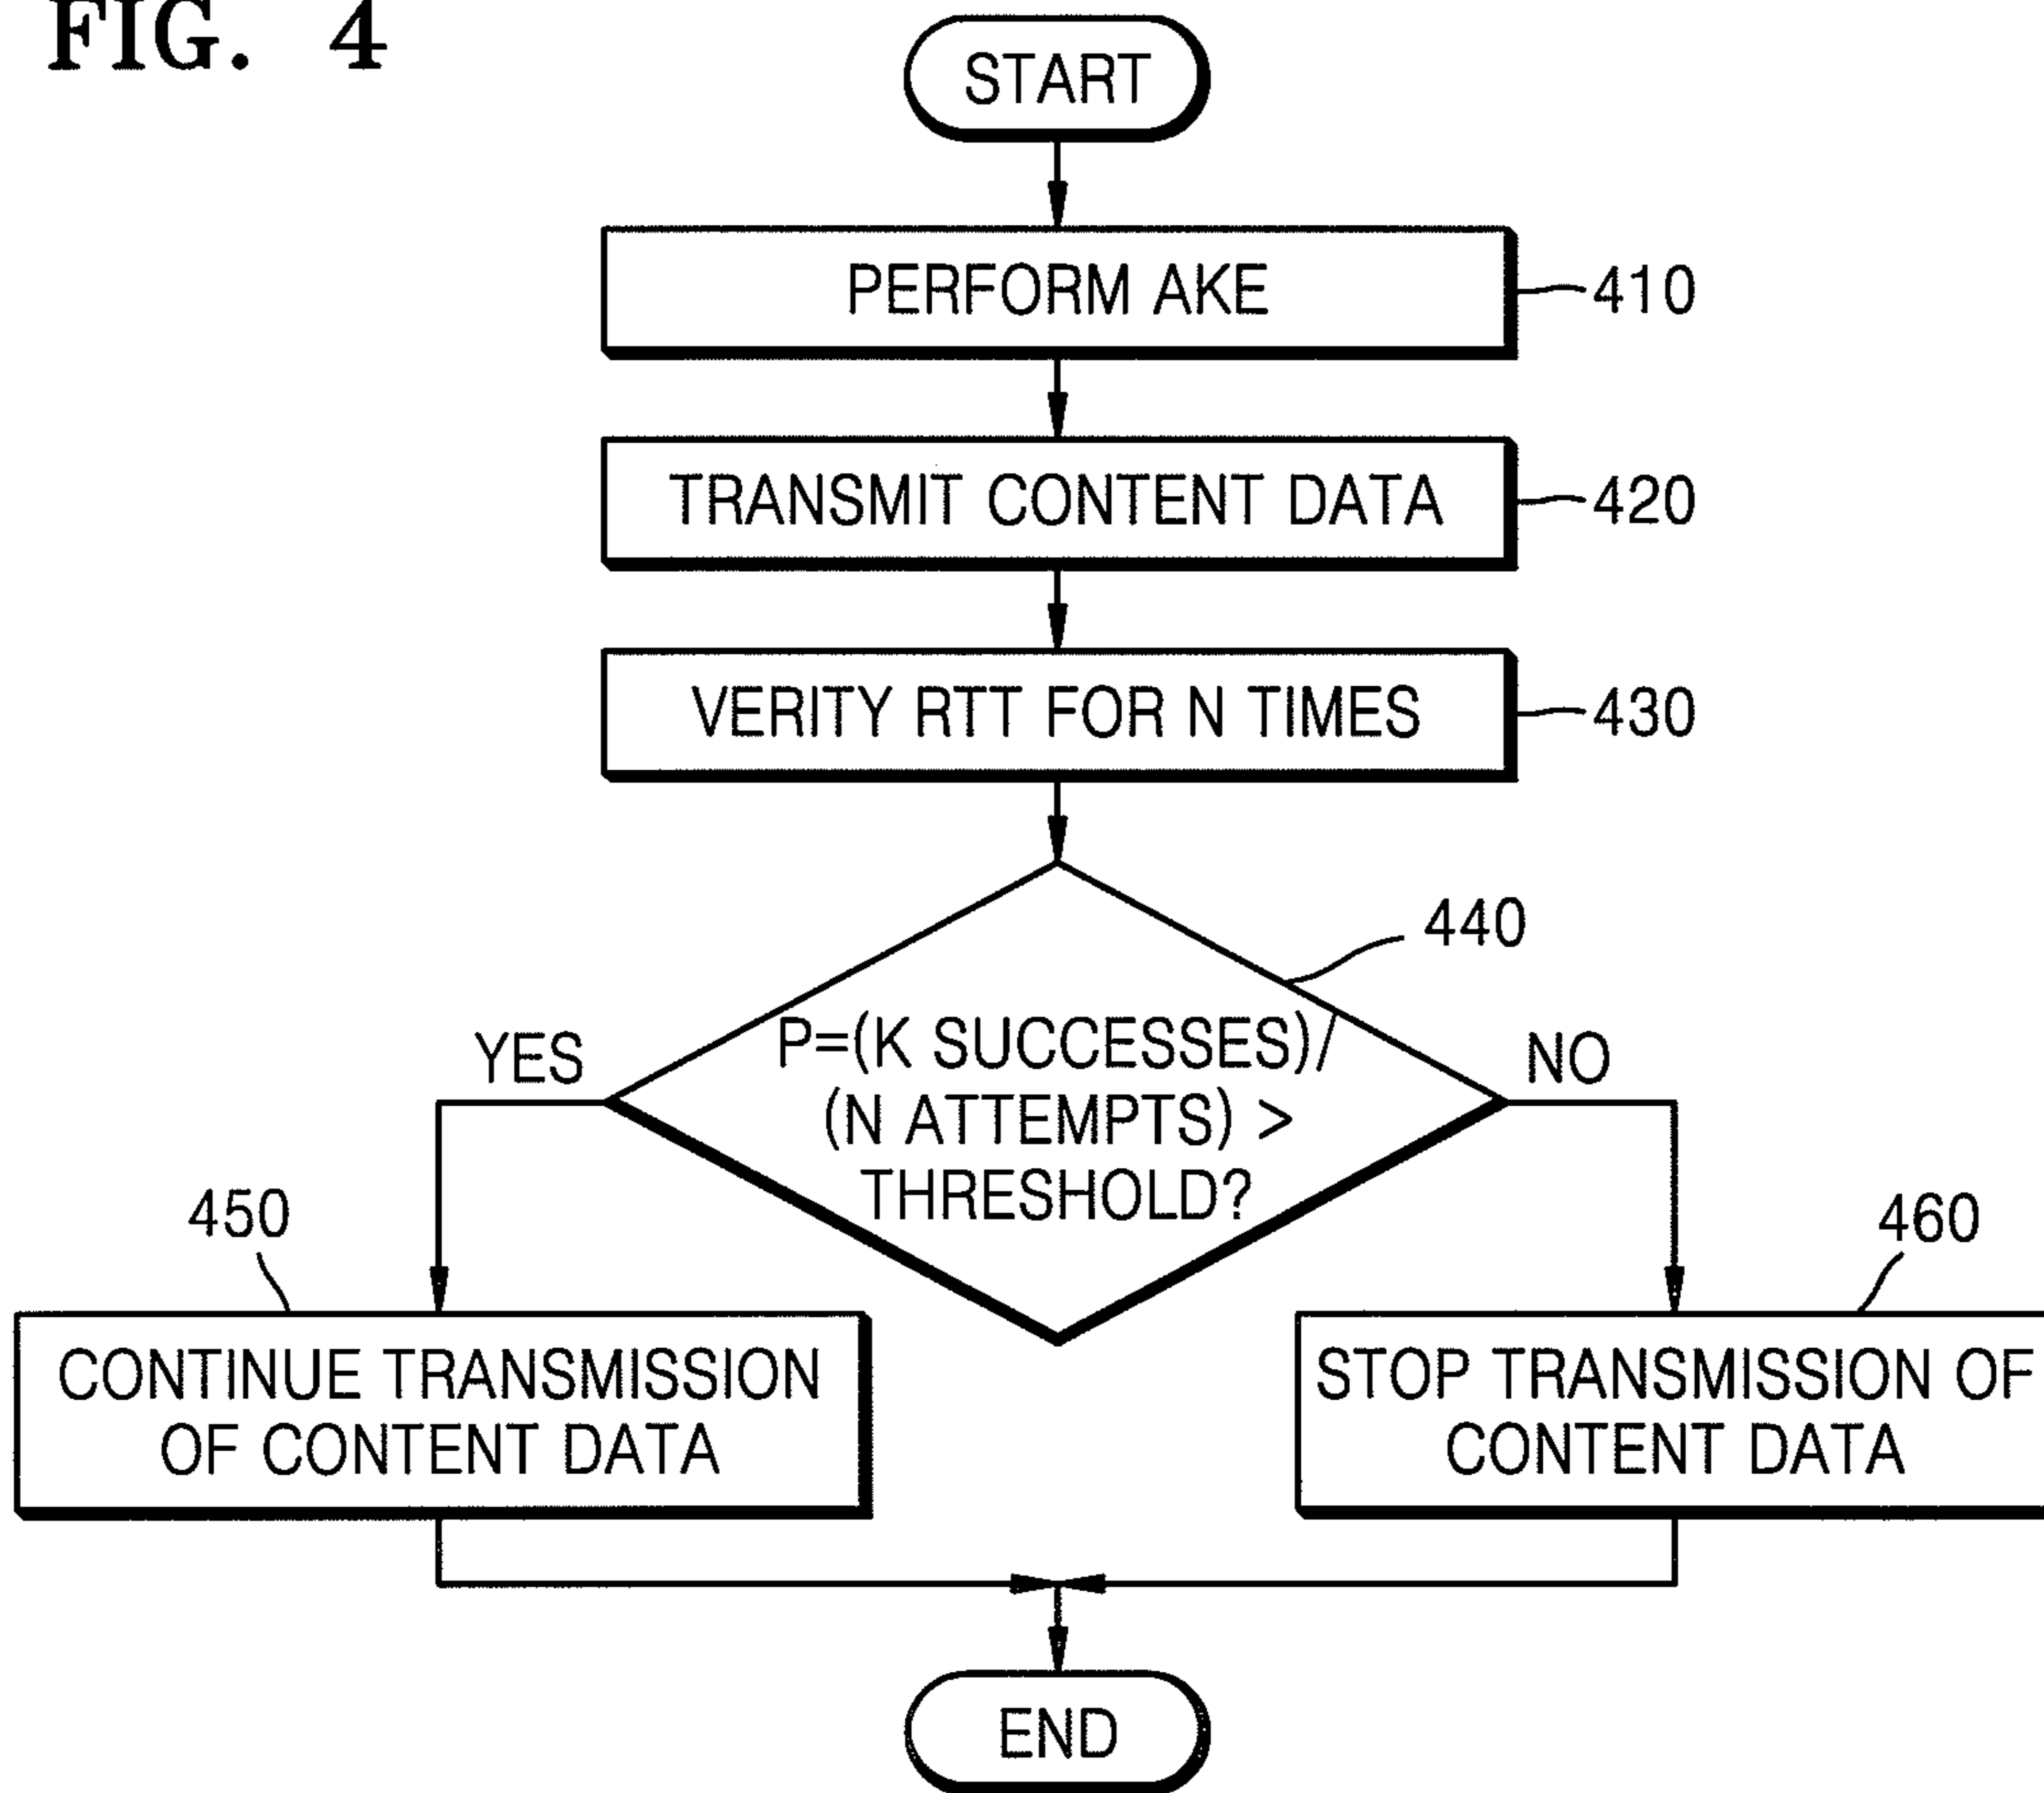 FIG. 4
START
PERFORM AKE
410
TRANSMIT CONTENT DATA
420
VERITY RTT FOR N TIMES
430
440
P=(K SUCCESSES)/
(N ATTEMPTS) >
THRESHOLD?
YES
NO
450
CONTINUE TRANSMISSION
OF CONTENT DATA
460
STOP TRANSMISSION OF
CONTENT DATA
END